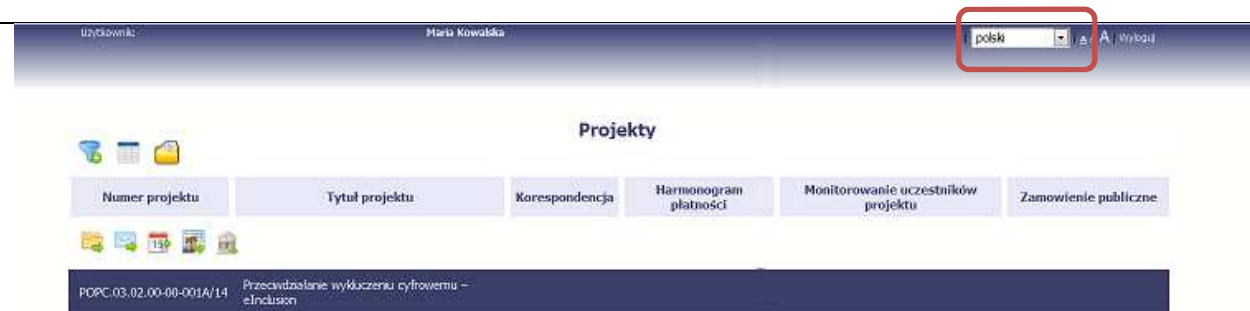 Użytkownik: Maria Kowalska | polski | A A A | Wyloguj
Projekty
Numer projektu Tytuł projektu Korespondencja Harmonogram płatności Monitorowanie uczestników projektu Zamowienie publiczne
POPC.03.02.00-00-001A/14 Przeciwdziałanie wykluczeniu cyfrowemu – eInclusion